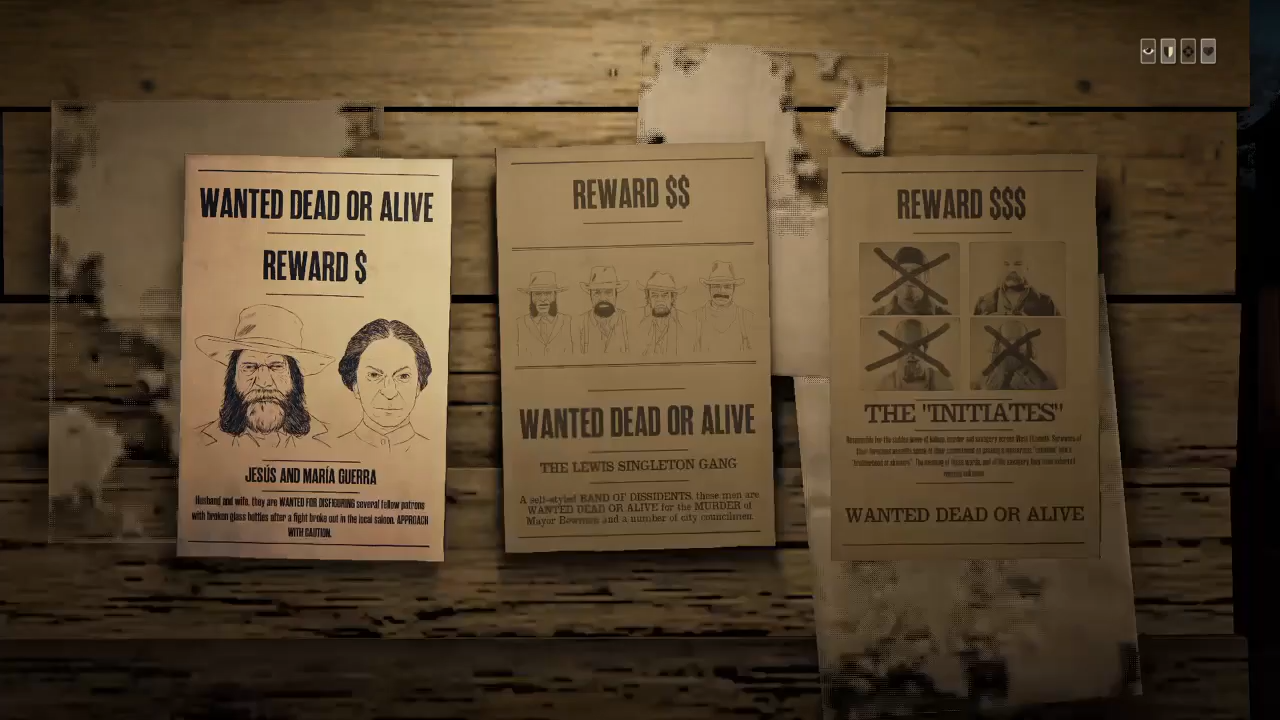 WANTED DEAD OR ALIVE
REWARD $
JESÚS AND MARÍA GUERRA
Husband and wife, they are WANTED FOR DISFIGURING several fellow patrons
with broken glass bottles after a fight broke out in the local saloon. APPROACH
WITH CAUTION.
REWARD $$
WANTED DEAD OR ALIVE
THE LEWIS SINGLETON GANG
A self-styled BAND OF DISSIDENTS, these men are
WANTED DEAD OR ALIVE for the MURDER of
Mayor Bowman and a number of city councilmen.
REWARD $$$
THE "INITIATES"
WANTED DEAD OR ALIVE